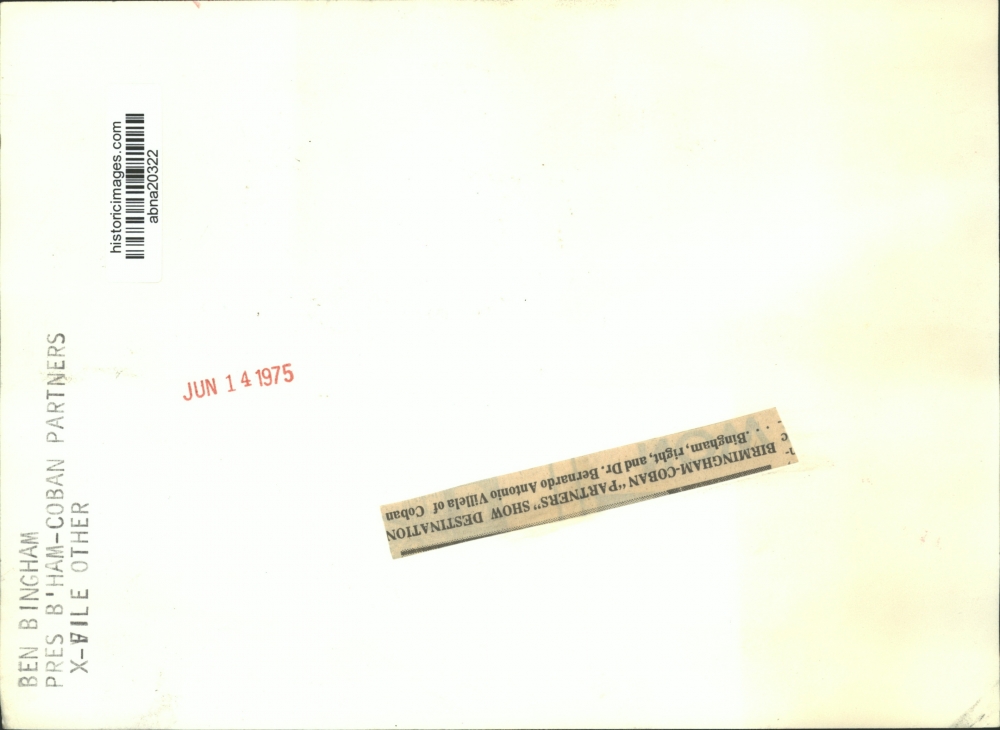 historicimages.com
abna20322
BEN BINGHAM
PRES B'HAM-COBAN PARTNERS
X-FILE OTHER
JUN 14 1975
BIRMINGHAM-COBAN "PARTNERS" SHOW DESTINATION
. . . Bingham, right, and Dr. Bernardo Antonio Villela of Coban